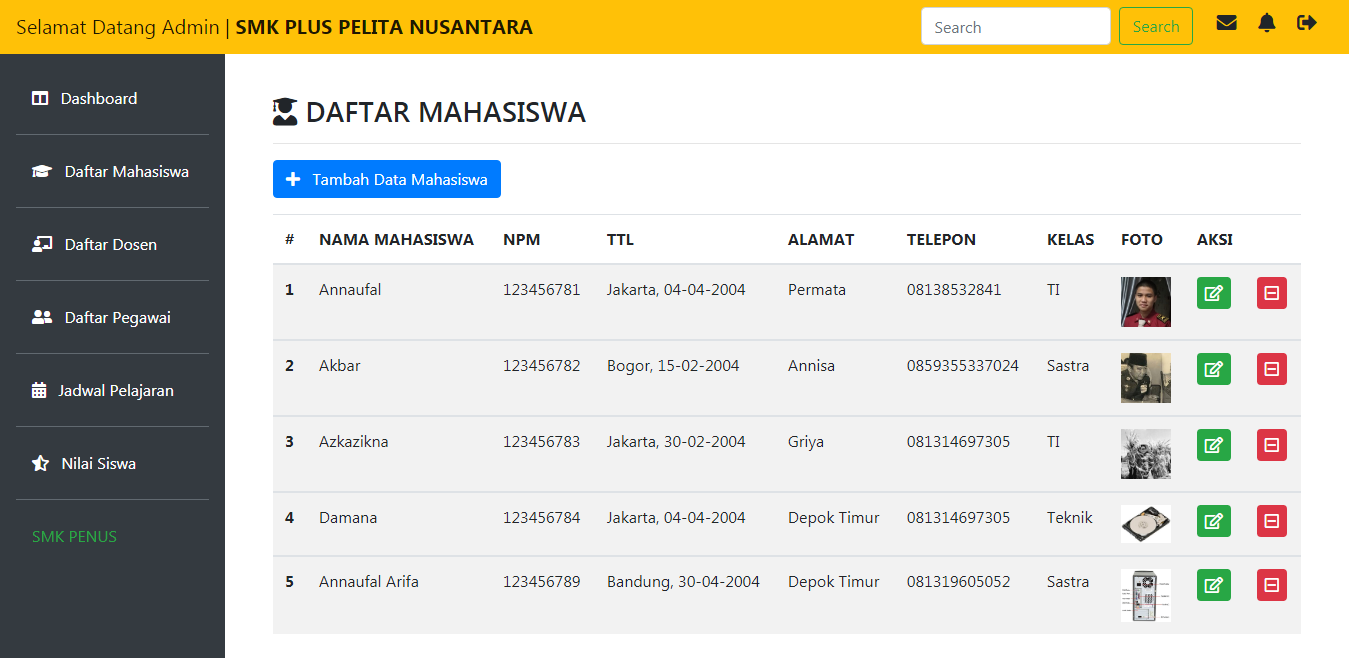 Selamat Datang Admin | SMK PLUS PELITA NUSANTARA
Search
Search
Dashboard
Daftar Mahasiswa
Daftar Dosen
Daftar Pegawai
Jadwal Pelajaran
Nilai Siswa
SMK PENUS
DAFTAR MAHASISWA
Tambah Data Mahasiswa
# NAMA MAHASISWA NPM TTL ALAMAT TELEPON KELAS FOTO AKSI
1 Annaufal 123456781 Jakarta, 04-04-2004 Permata 08138532841 TI
2 Akbar 123456782 Bogor, 15-02-2004 Annisa 0859355337024 Sastra
3 Azkazikna 123456783 Jakarta, 30-02-2004 Griya 081314697305 TI
4 Damana 123456784 Jakarta, 04-04-2004 Depok Timur 081314697305 Teknik
5 Annaufal Arifa 123456789 Bandung, 30-04-2004 Depok Timur 081319605052 Sastra